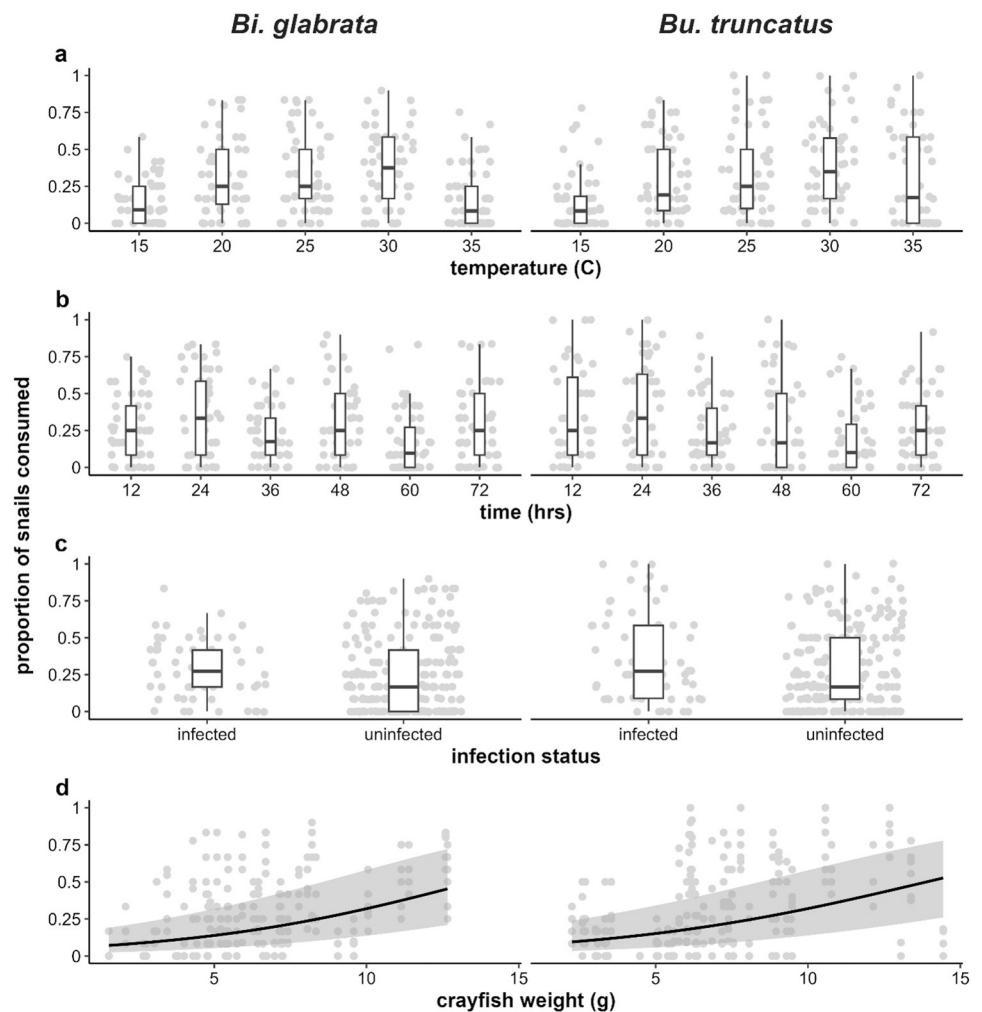 Bi. glabrata Bu. truncatus
a
1
0.75
0.5
0.25
0
15 20 25 30 35 15 20 25 30 35
temperature (C)
b
1
0.75
0.5
0.25
0
12 24 36 48 60 72 12 24 36 48 60 72
time (hrs)
proportion of snails consumed
c
1
0.75
0.5
0.25
0
infected uninfected infected uninfected
infection status
d
1
0.75
0.5
0.25
0
5 10 15 5 10 15
crayfish weight (g)